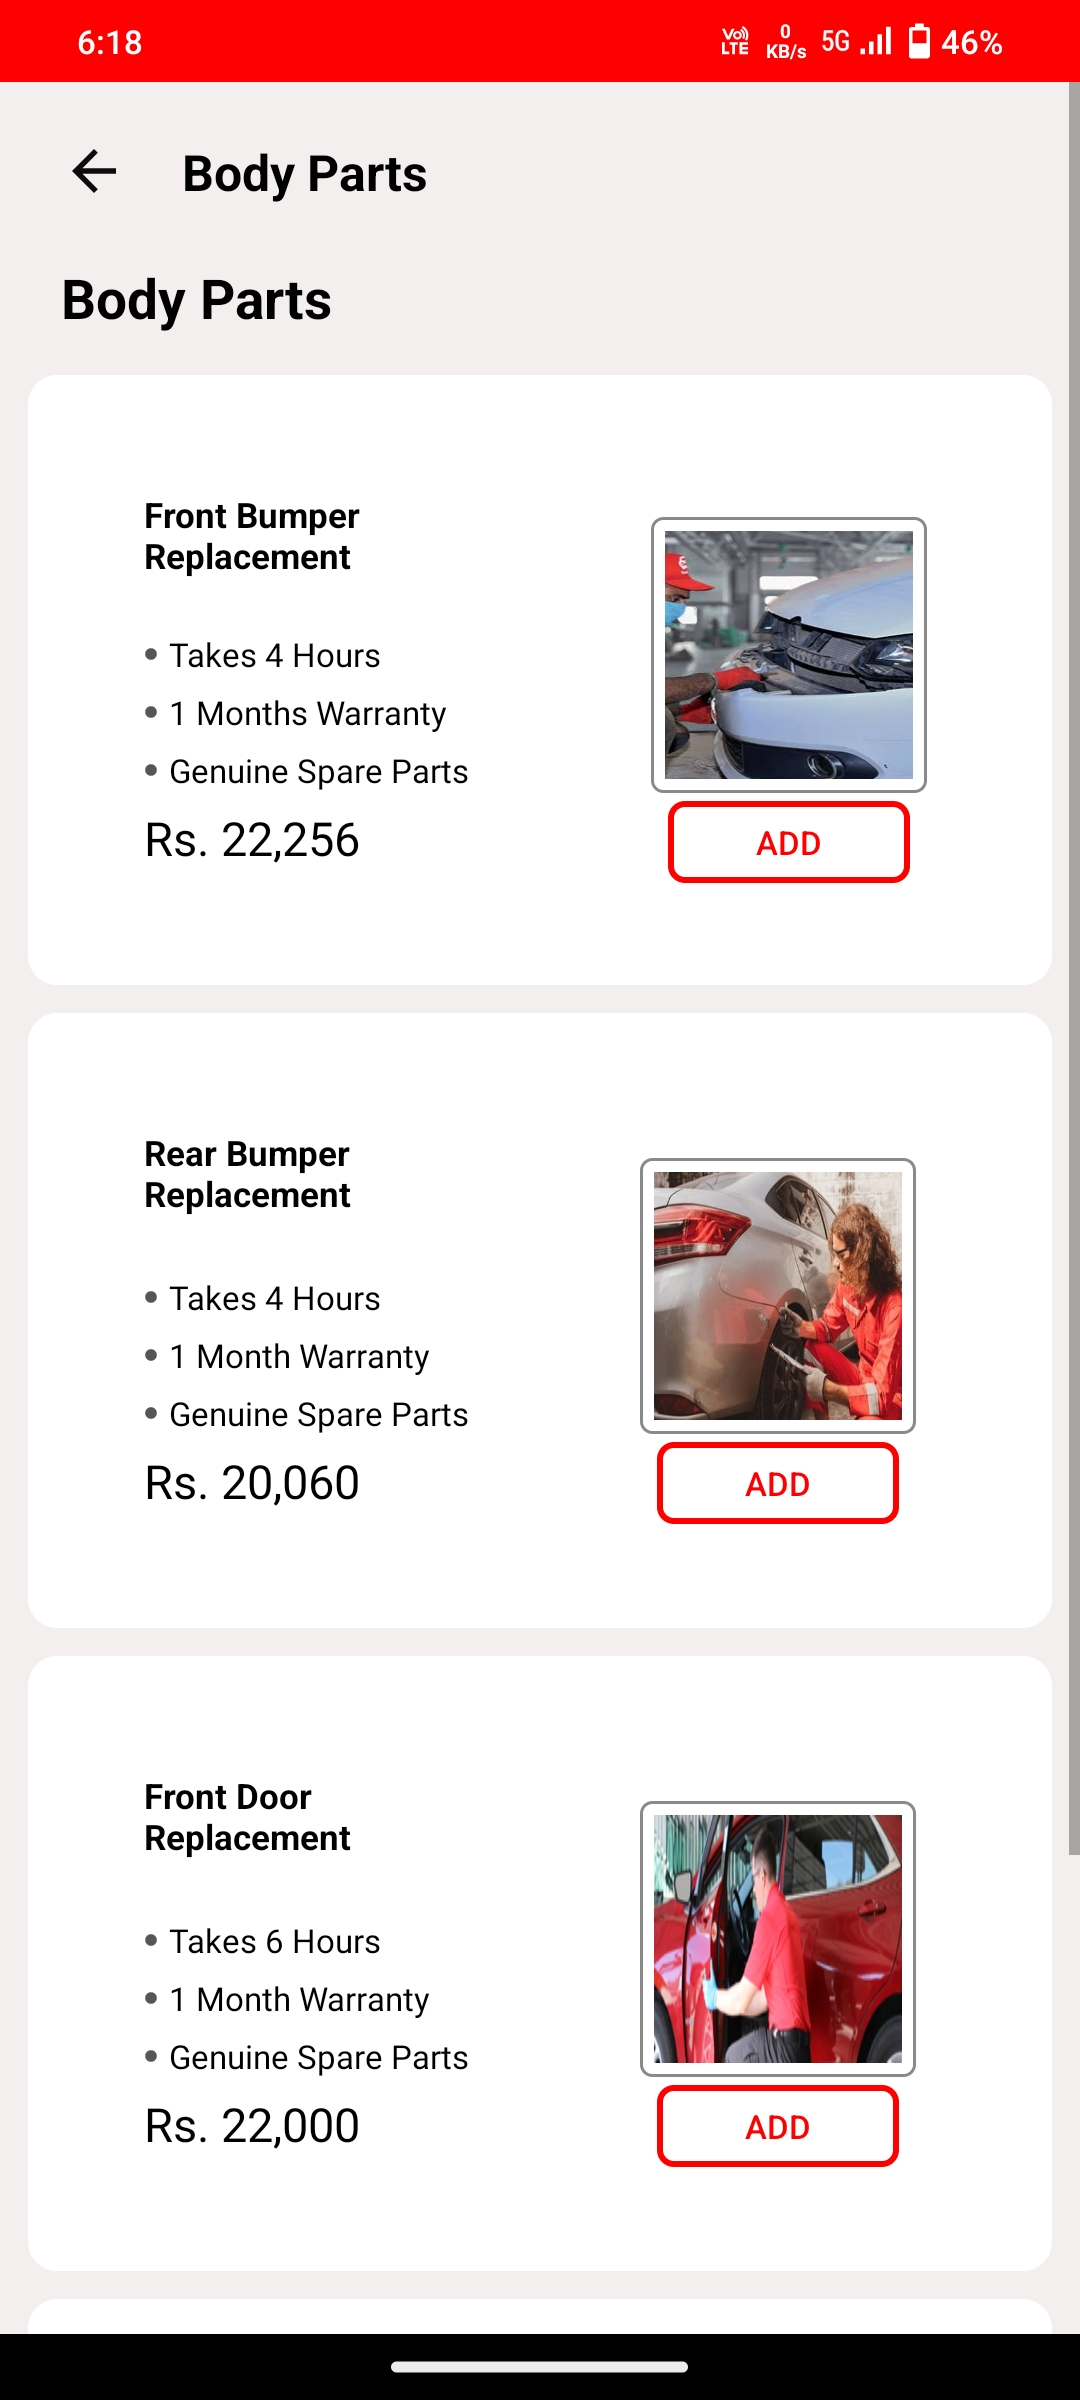 6:18
Vo) LTE 0 KB/s 5G 46%
Body Parts
Body Parts
Front Bumper
Replacement
• Takes 4 Hours
• 1 Months Warranty
• Genuine Spare Parts
Rs. 22,256
ADD
Rear Bumper
Replacement
• Takes 4 Hours
• 1 Month Warranty
• Genuine Spare Parts
Rs. 20,060
ADD
Front Door
Replacement
• Takes 6 Hours
• 1 Month Warranty
• Genuine Spare Parts
Rs. 22,000
ADD